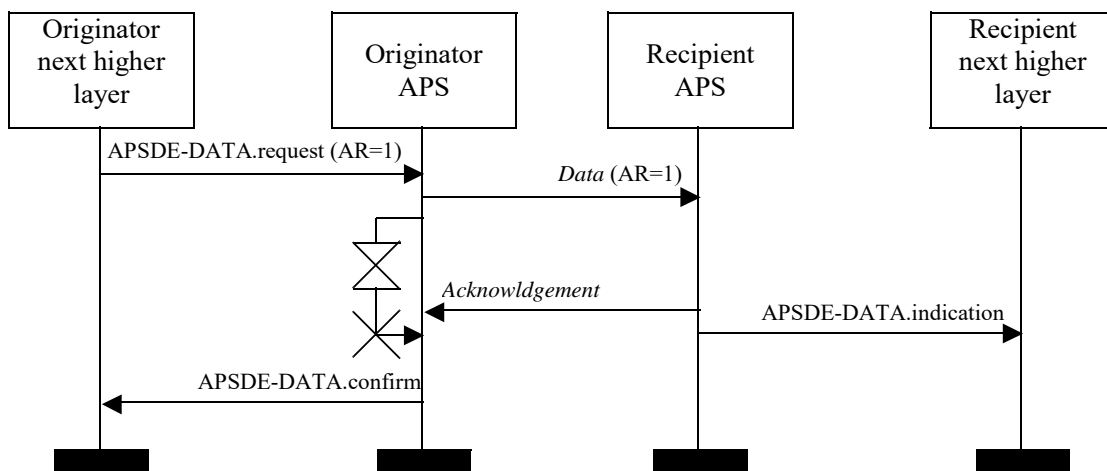 Originator
next higher
layer
Originator
APS
Recipient
APS
Recipient
next higher
layer
APSDE-DATA.request (AR=1)
Data (AR=1)
Acknowldgement
APSDE-DATA.indication
APSDE-DATA.confirm